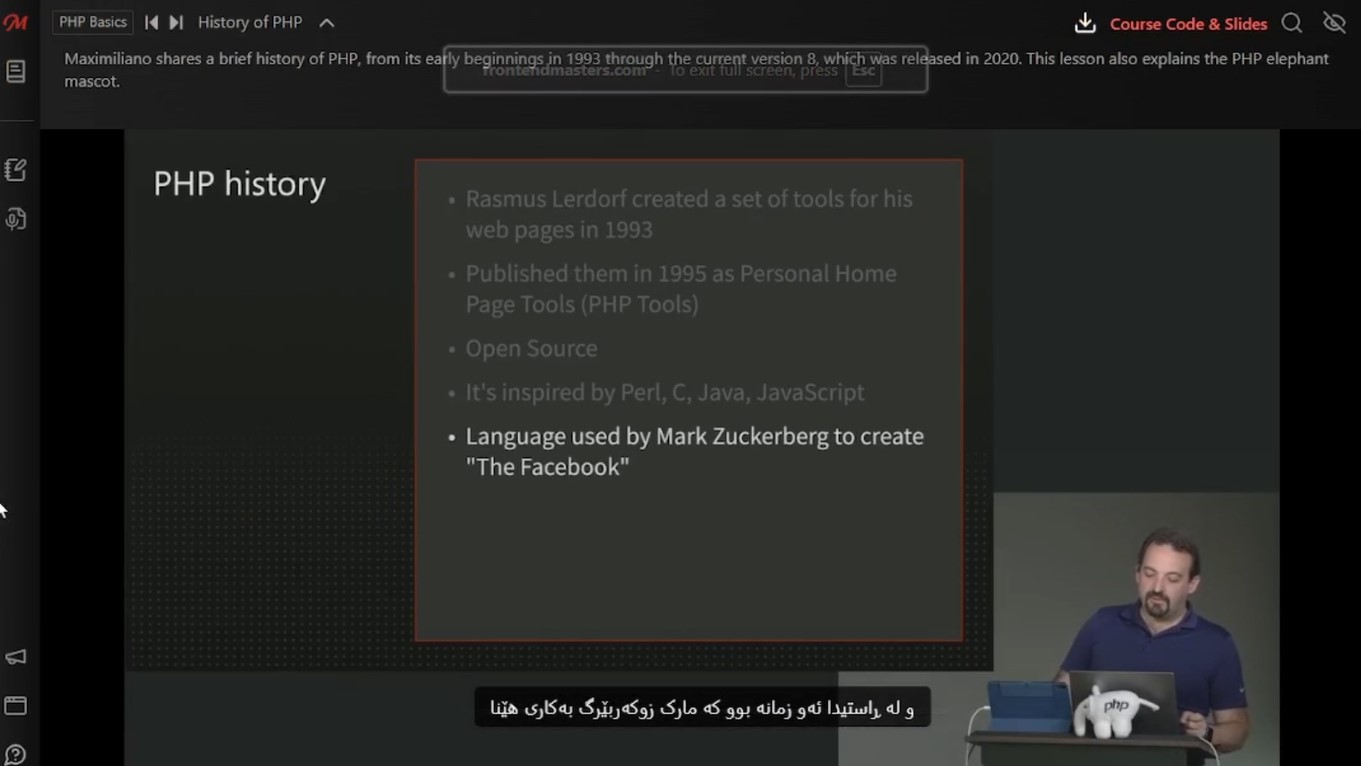 PHP Basics
History of PHP
Course Code & Slides
Maximiliano shares a brief history of PHP, from its early beginnings in 1993 through the current version 8, which was released in 2020. This lesson also explains the PHP elephant
mascot.
frontendmasters.com - To exit full screen, press Esc
PHP history
• Rasmus Lerdorf created a set of tools for his
web pages in 1993
• Published them in 1995 as Personal Home
Page Tools (PHP Tools)
• Open Source
• It's inspired by Perl, C, Java, JavaScript
• Language used by Mark Zuckerberg to create
"The Facebook"
php
و لە ڕاستیدا ئەو زمانە بوو کە مارک زوکەربێرگ بەکاری هێنا